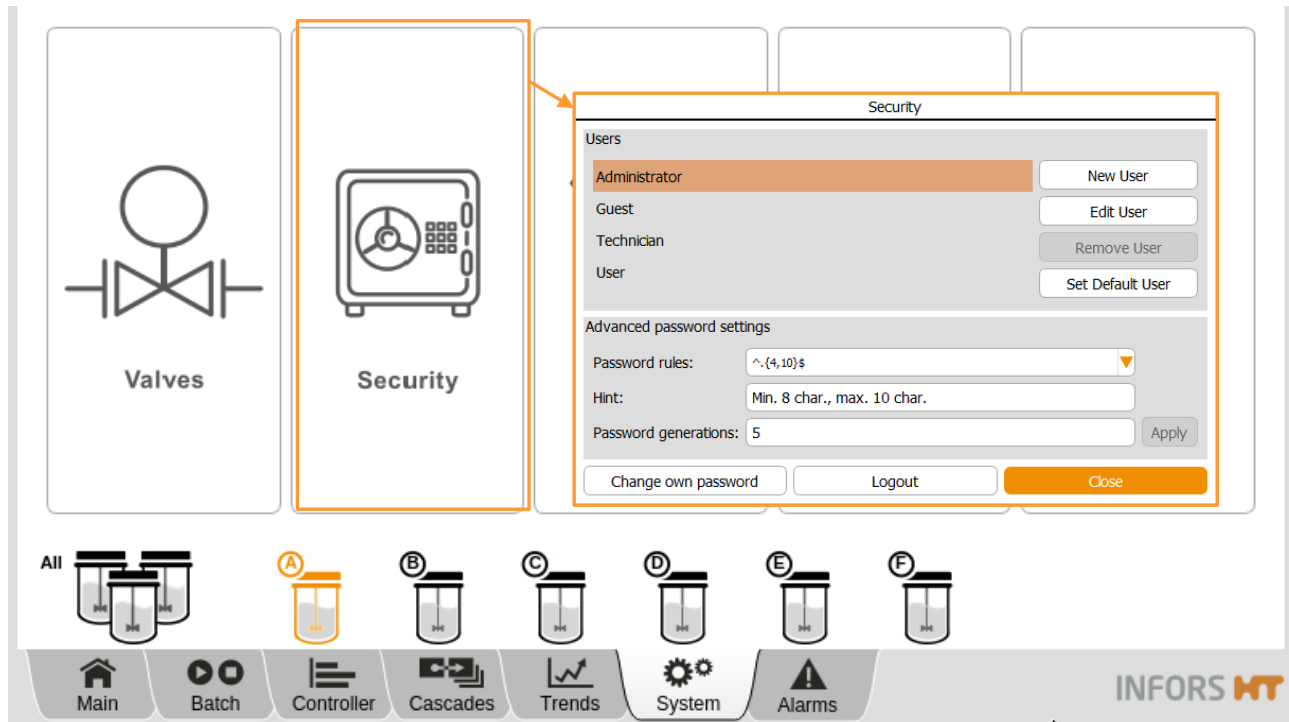 Valves
Security
Security
Users
Administrator
Guest
Technician
User
New User
Edit User
Remove User
Set Default User
Advanced password settings
Password rules: ^.{4,10}$
Hint: Min. 8 char., max. 10 char.
Password generations: 5 Apply
Change own password Logout Close
All A B C D E F
Main Batch Controller Cascades Trends System Alarms
INFORS HT